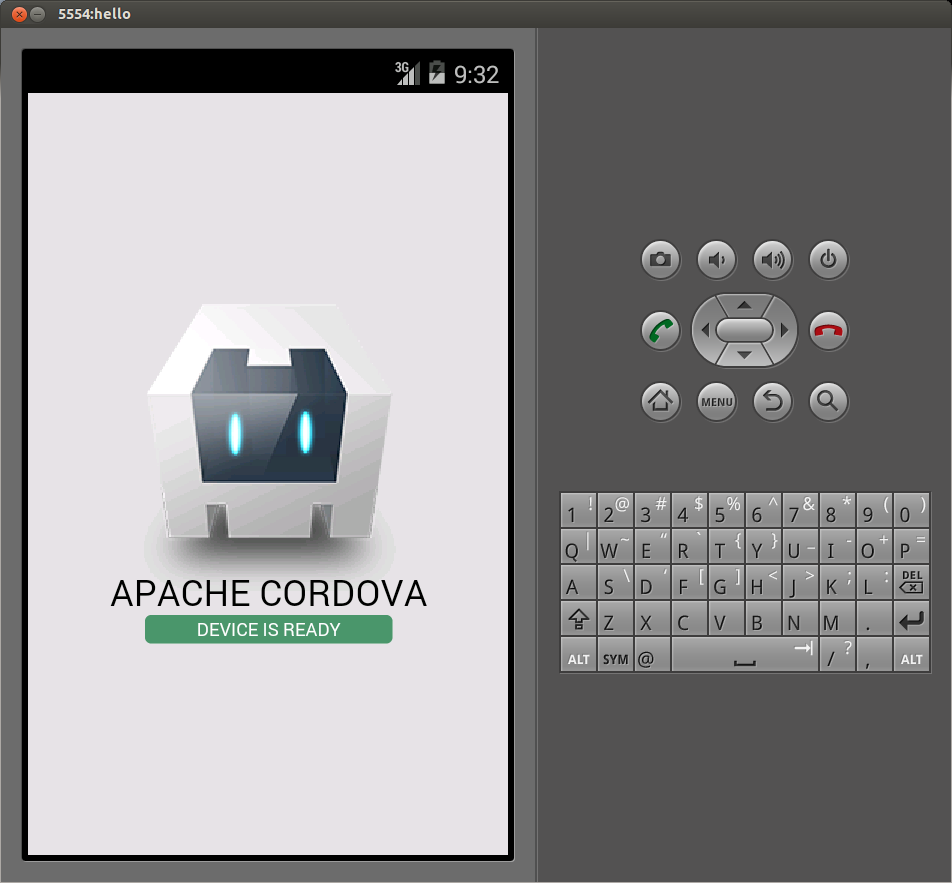 5554:hello
3G 9:32
APACHE CORDOVA
DEVICE IS READY
MENU
1 ! 2 @ 3 # 4 $ 5 % 6 ^ 7 & 8 * 9 ( 0 )
Q | W ~ E “ R ` T { Y } U _ I - O + P =
A S \ D ‘ F [ G ] H < J > K ; L : DEL
Z X C V B N M .
ALT SYM @ / ? , ALT